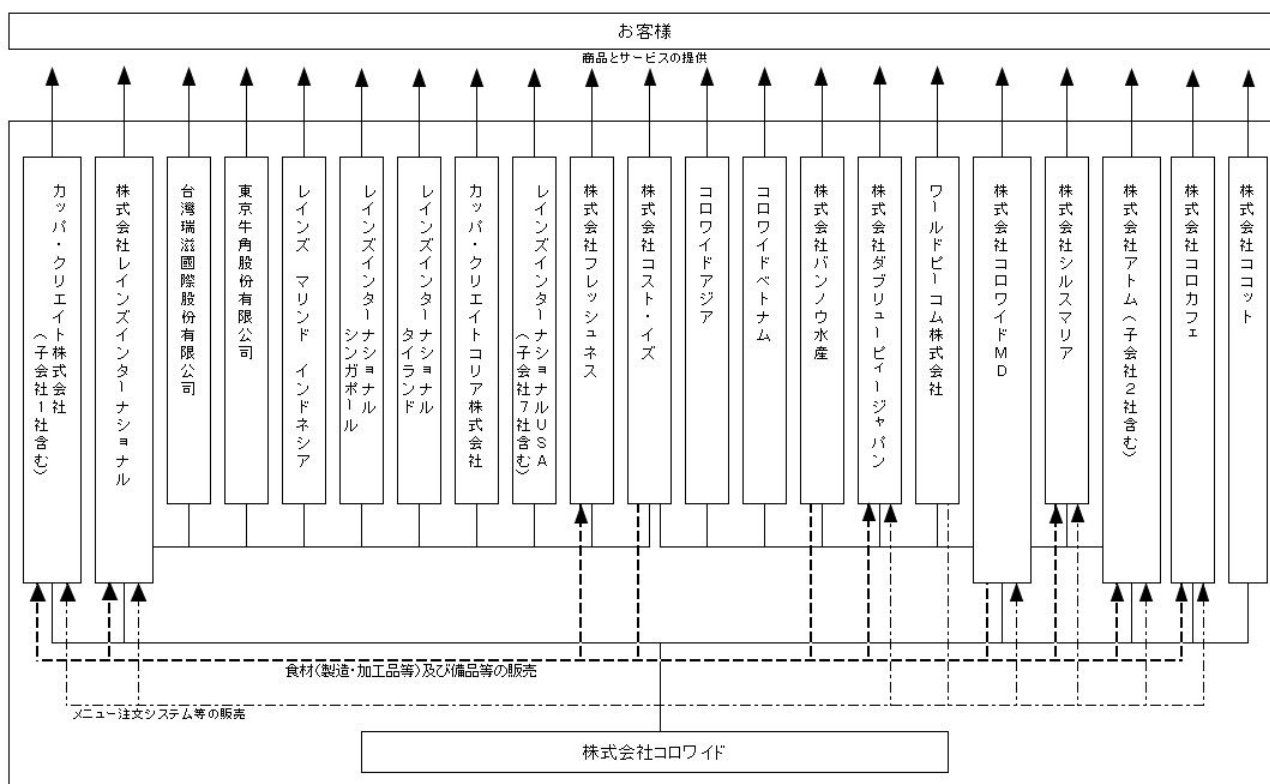 お客様
商品とサービスの提供
カッパ・クリエイト株式会社
（子会社1社含む）
株式会社レインズインターナショナル
台灣瑞滋國際股份有限公司
東京牛角股份有限公司
レインズ マリンド インドネシア
レインズインターナショナル
シンガポール
レインズインターナショナル
タイランド
カッパ・クリエイトコリア株式会社
レインズインターナショナルUSA
（子会社7社含む）
株式会社フレッシュネス
株式会社コスト・イズ
コロワイドアジア
コロワイドベトナム
株式会社バンノウ水産
株式会社ダブリューピィージャパン
ワールドピーコム株式会社
株式会社コロワイドMD
株式会社シルスマリア
株式会社アトム（子会社2社含む）
株式会社コロカフェ
株式会社ココット
食材(製造・加工品等)及び備品等の販売
メニュー注文システム等の販売
株式会社コロワイド